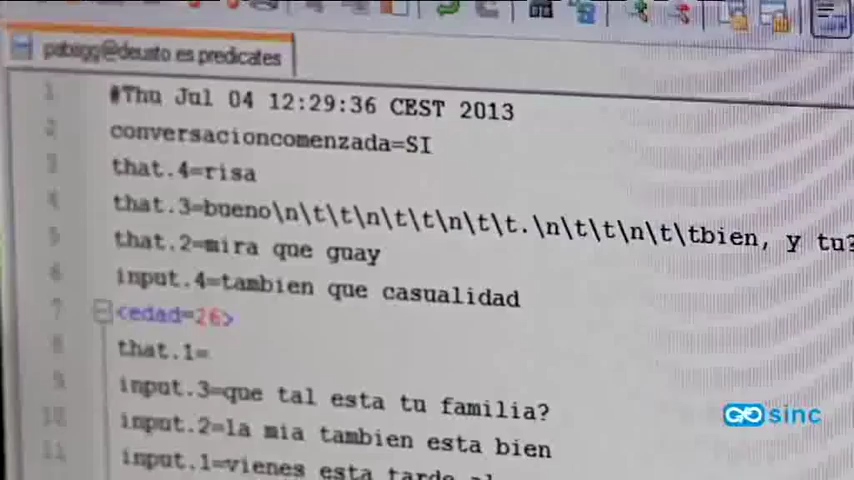 es predicates
1 #Thu Jul 04 12:29:36 CEST 2013
2 conversacioncomenzada=SI
3 that.4=risa
4 that.3=bueno\n\t\t\n\t\t\n\t\t.\n\t\t\n\t\tbien, y tu?
5 that.2=mira que guay
6 input.4=tambien que casualidad
7 <edad=26>
8 that.1=
9 input.3=que tal esta tu familia?
10 input.2=la mia tambien esta bien
11 input.1=vienes esta tarde al
sinc